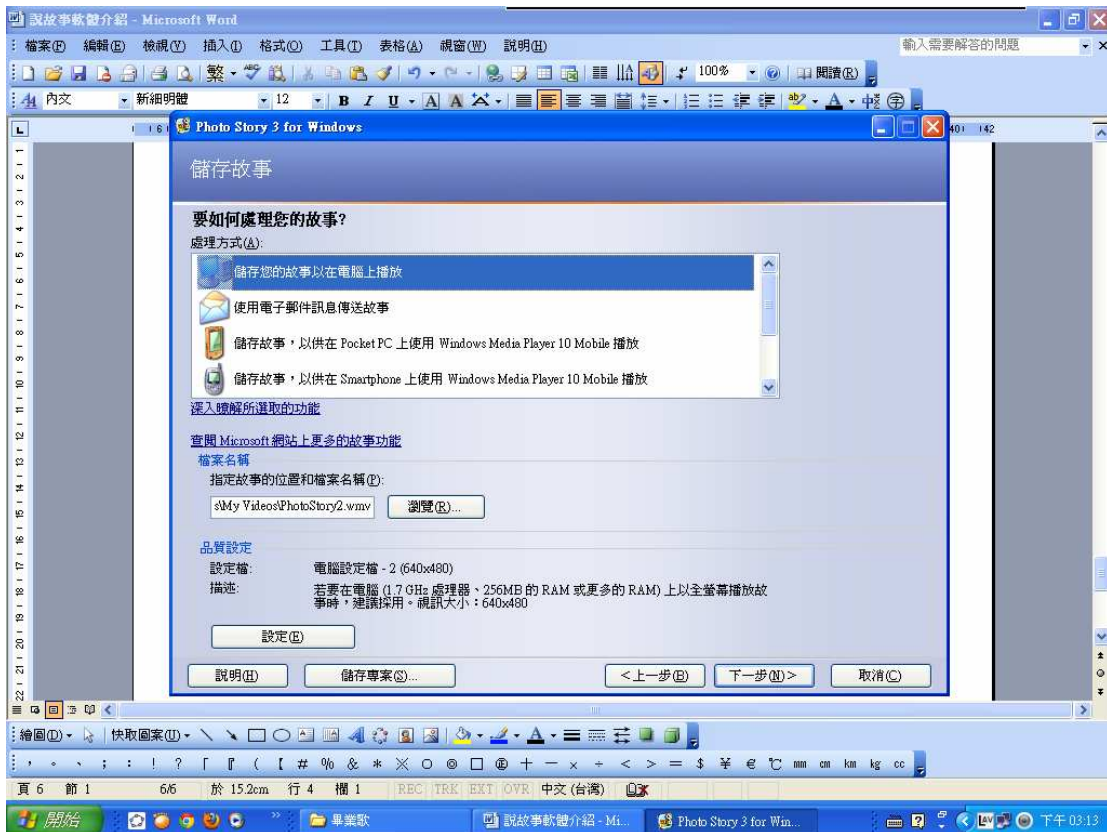 說故事軟體介紹 - Microsoft Word
檔案(F) 編輯(E) 檢視(V) 插入(I) 格式(O) 工具(T) 表格(A) 視窗(W) 說明(H) 輸入需要解答的問題
繁 100% 閱讀(R)
內文 新細明體 12 B I U A A A
Photo Story 3 for Windows
儲存故事
要如何處理您的故事?
處理方式(A):
儲存您的故事以在電腦上播放
使用電子郵件訊息傳送故事
儲存故事,以供在 Pocket PC 上使用 Windows Media Player 10 Mobile 播放
儲存故事,以供在 Smartphone 上使用 Windows Media Player 10 Mobile 播放
深入瞭解所選取的功能
查閱 Microsoft 網站上更多的故事功能
檔案名稱
指定故事的位置和檔案名稱(P):
s\My Videos\PhotoStory2.wmv 瀏覽(R)...
品質設定
設定檔: 電腦設定檔 - 2 (640x480)
描述: 若要在電腦 (1.7 GHz 處理器、256MB 的 RAM 或更多的 RAM) 上以全螢幕播放故
事時,建議採用。視訊大小:640x480
設定(E)
說明(H) 儲存專案(S)... <上一步(B) 下一步(N)> 取消(C)
繪圖(D) 快取圖案(U)
, 。 、 ; : ! ? 「 『 ( 【 # % & * ※ ○ ◎ □ ⊕ + - × ÷ < > = $ ¥ € ℃ mm cm km kg cc
頁 6 節 1 6/6 於 15.2cm 行 4 欄 1 REC TRK EXT OVR 中文 (台灣)
開始 畢業歌 說故事軟體介紹 - Mi... Photo Story 3 for Win... 下午 03:13